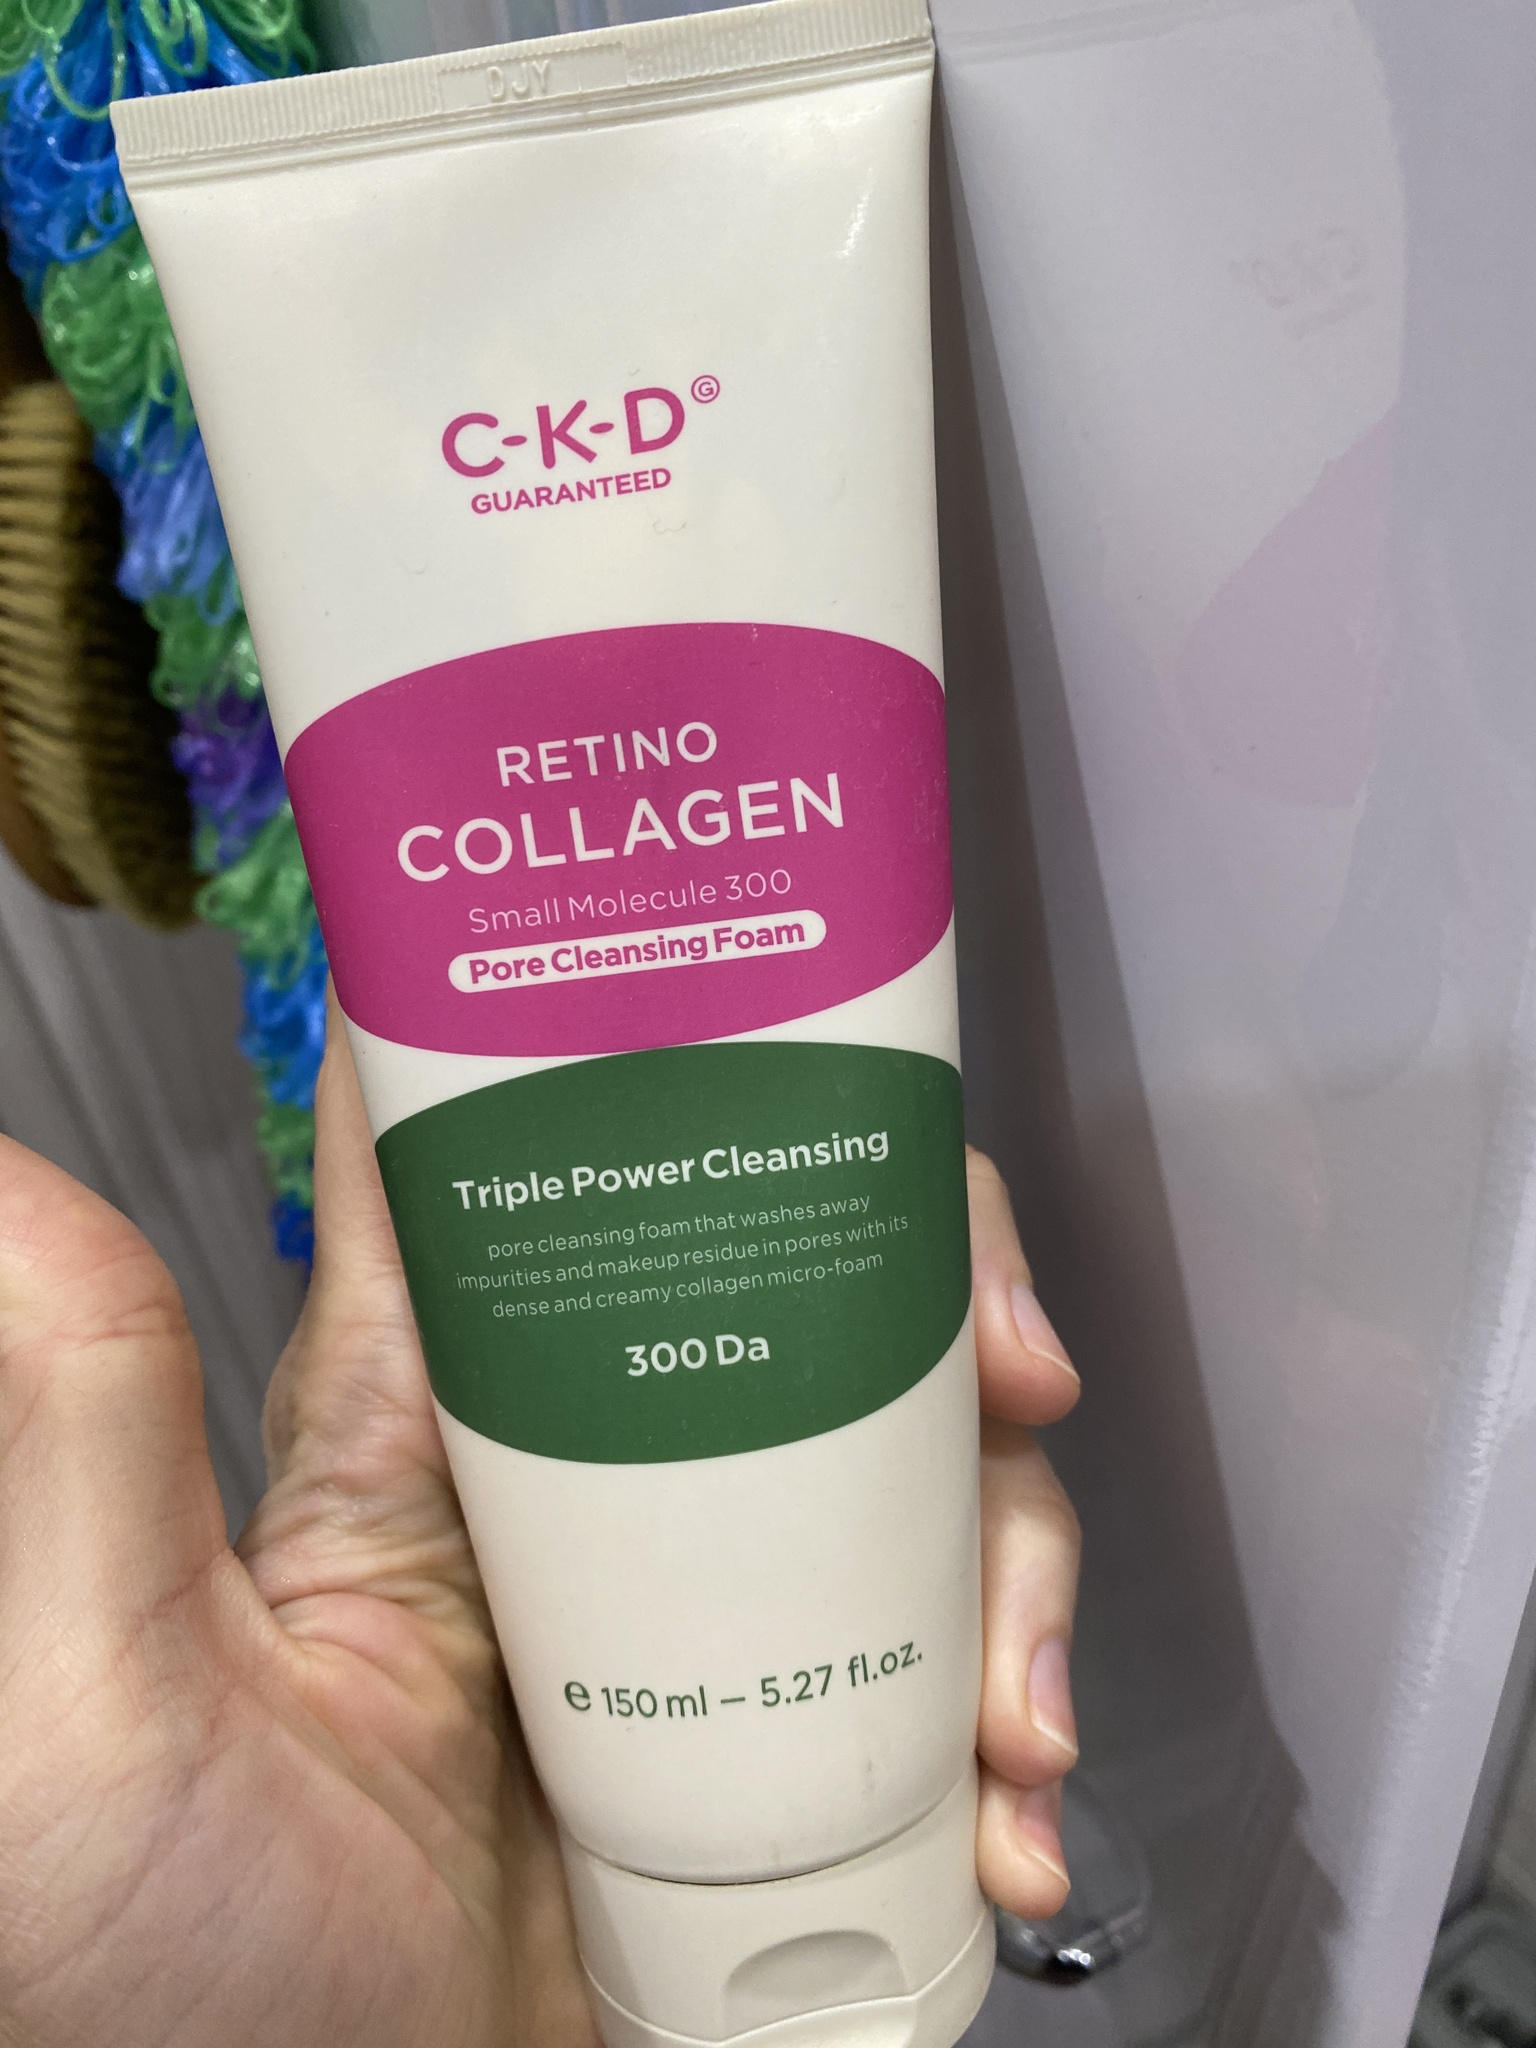 DJY
C-K-D G
GUARANTEED
RETINO
COLLAGEN
Small Molecule 300
Pore Cleansing Foam
Triple Power Cleansing
pore cleansing foam that washes away
impurities and makeup residue in pores with its
dense and creamy collagen micro-foam
300 Da
e 150 ml – 5.27 fl.oz.